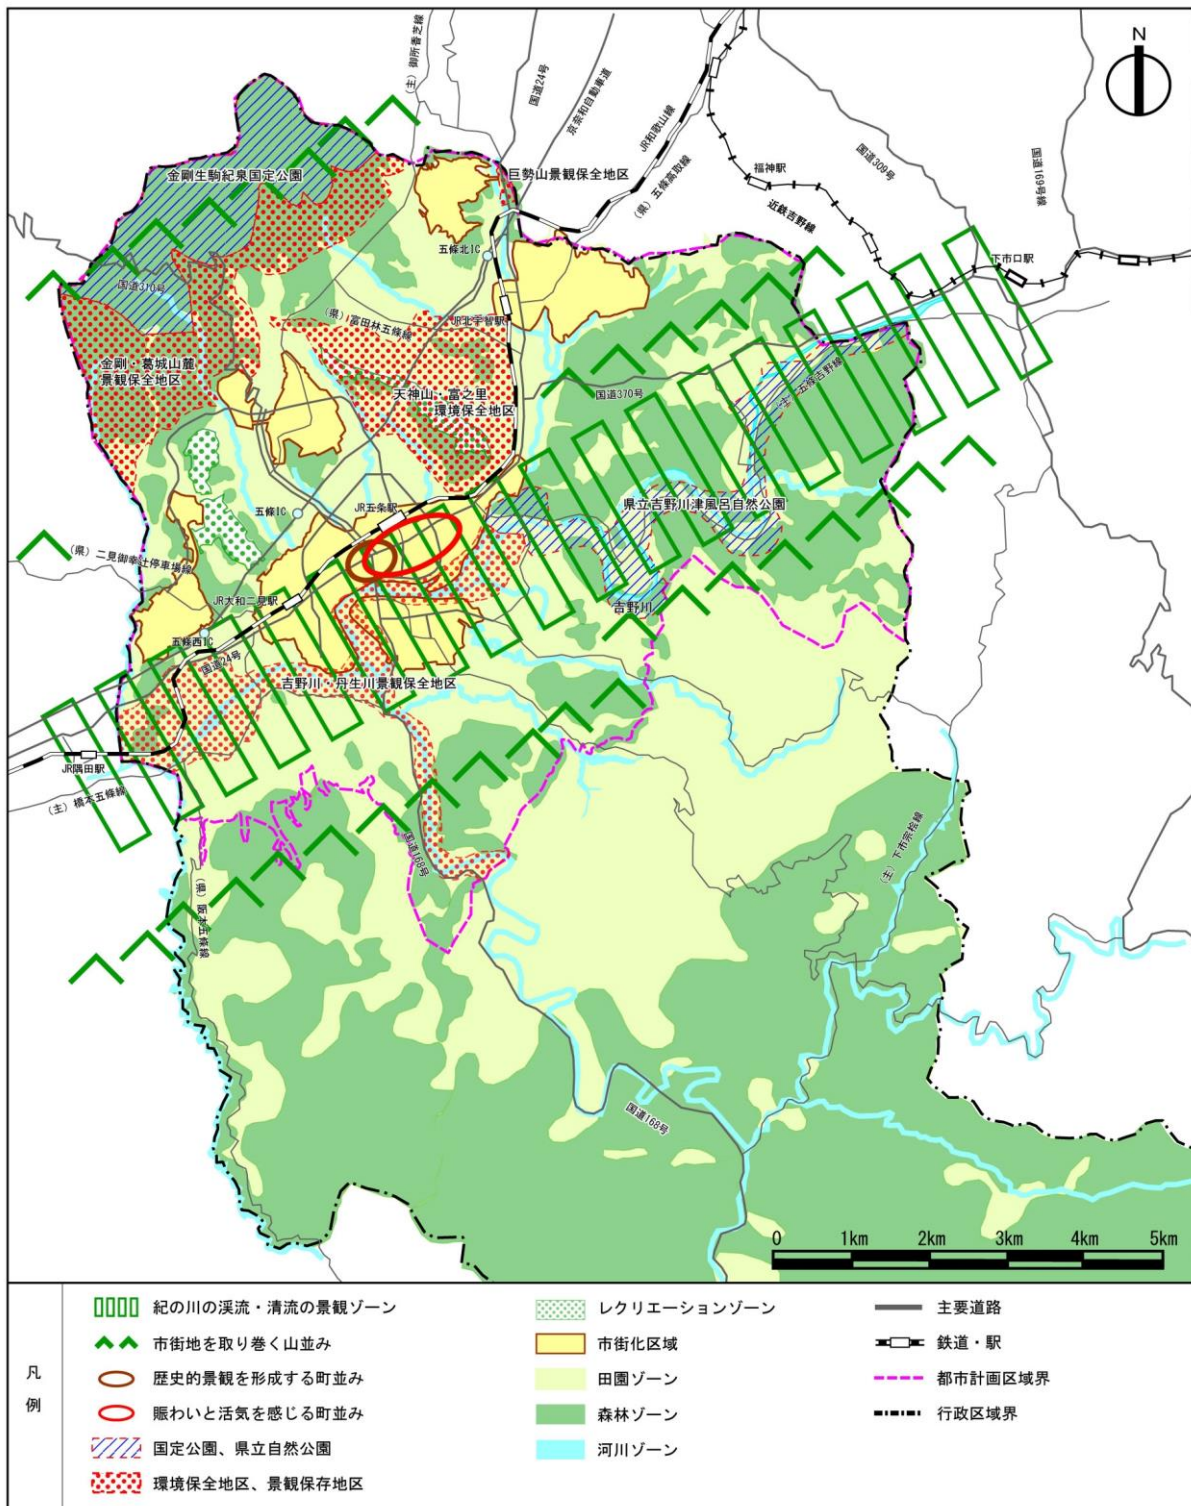 (主) 御所香芝線
国道24号
京奈和自動車道
JR和歌山線
(県) 五條高取線
N
国道309号
国道169号線
福神駅
近鉄吉野線
下市口駅
金剛生駒紀泉国定公園
巨勢山景観保全地区
五條北IC
国道310号
(県) 富田林五條線
JR北宇智駅
金剛・葛城山麓
景観保全地区
天神山・富之里
環境保全地区
国道370号
(主) 五條吉野線
JR五条駅
五條IC
県立吉野川津風呂自然公園
(県) 二見御幸辻停車場線
JR大和二見駅
吉野川
五條西IC
国道24号
吉野川・丹生川景観保全地区
JR隅田駅
(主) 橋本五條線
国道168号
(県) 阪本五條線
(主) 下市宗桧線
国道168号
0 1km 2km 3km 4km 5km
凡
例
紀の川の渓流・清流の景観ゾーン
市街地を取り巻く山並み
歴史的景観を形成する町並み
賑わいと活気を感じる町並み
国定公園、県立自然公園
環境保全地区、景観保存地区
レクリエーションゾーン
市街化区域
田園ゾーン
森林ゾーン
河川ゾーン
主要道路
鉄道・駅
都市計画区域界
行政区域界